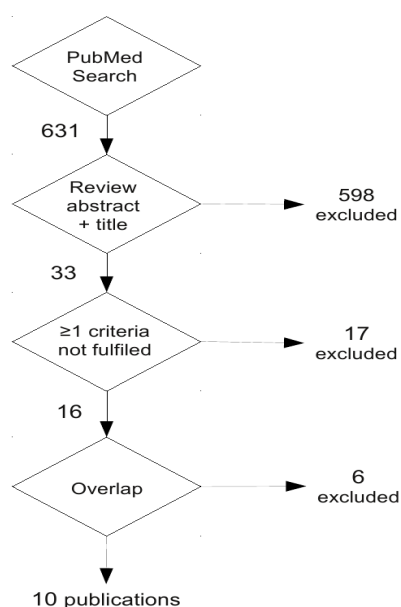 PubMed
Search
631
Review
abstract
+ title
598
excluded
33
≥1 criteria
not fulfiled
17
excluded
16
Overlap
6
excluded
10 publications